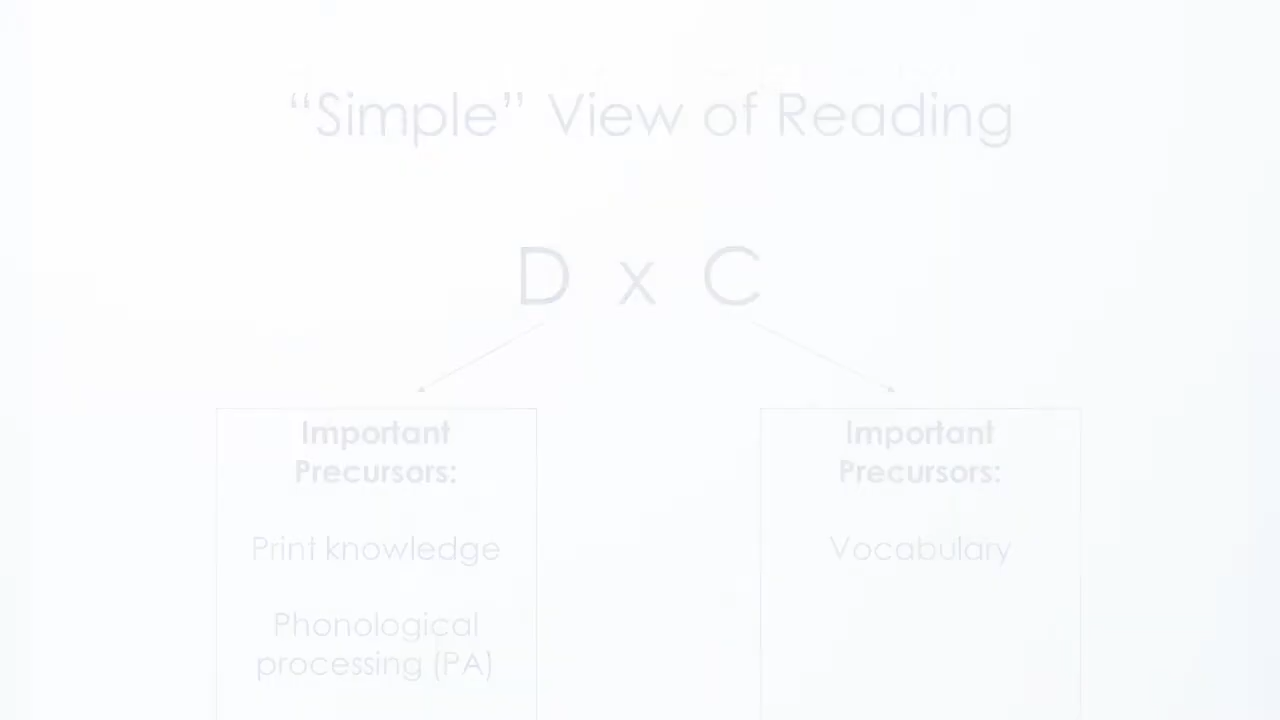 “Simple” View of Reading
D x C
Important
Precursors:
Print knowledge
Phonological
processing (PA)
Important
Precursors:
Vocabulary